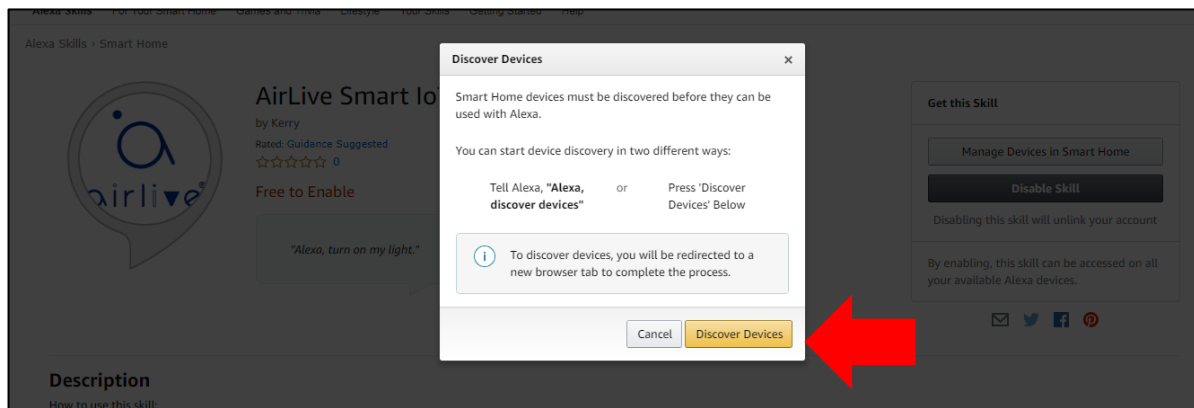 Alexa Skills For Your Smart Home Games and Trivia Lifestyle Your Skills Getting Started Help
Alexa Skills › Smart Home
airlive®
AirLive Smart Io
by Kerry
Rated: Guidance Suggested
0
Free to Enable
"Alexa, turn on my light."
Discover Devices ×
Smart Home devices must be discovered before they can be
used with Alexa.
You can start device discovery in two different ways:
Tell Alexa, "Alexa, or Press 'Discover
discover devices" Devices' Below
i To discover devices, you will be redirected to a
new browser tab to complete the process.
Cancel Discover Devices
Get this Skill
Manage Devices in Smart Home
Disable Skill
Disabling this skill will unlink your account
By enabling, this skill can be accessed on all
your available Alexa devices.
Description
How to use this skill: